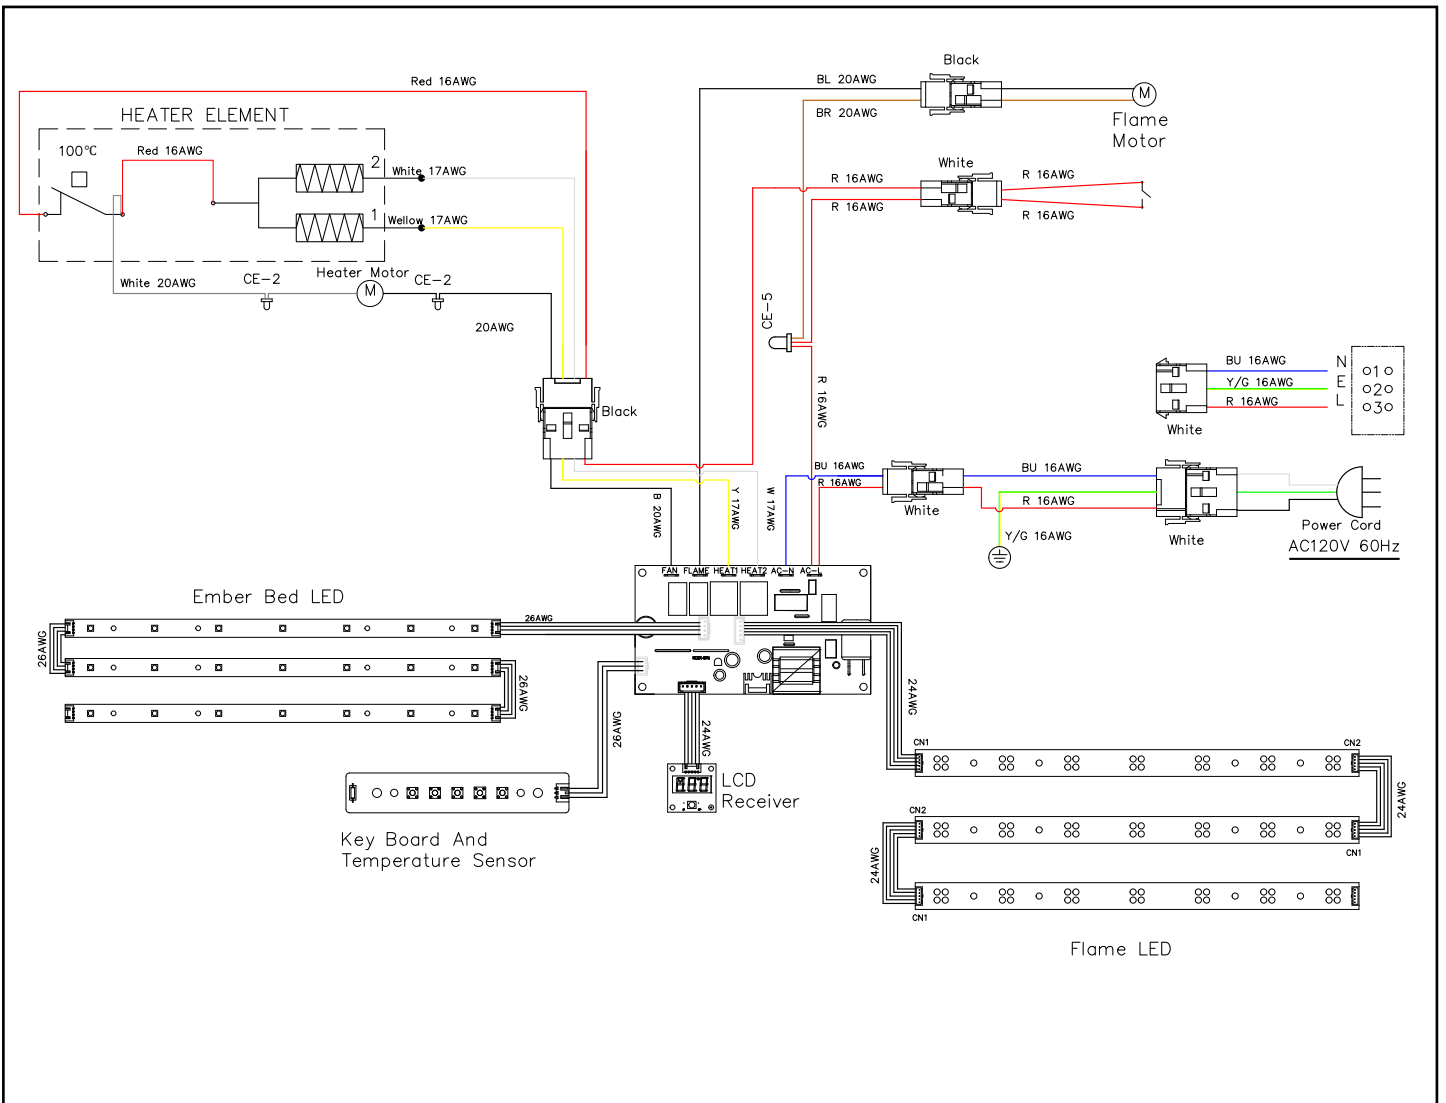 Black
Red 16AWG
BL 20AWG
M
BR 20AWG
Flame
Motor
HEATER ELEMENT
100℃
Red 16AWG
2
White 17AWG
1
Wellow 17AWG
White
R 16AWG
R 16AWG
R 16AWG
R 16AWG
White 20AWG
CE-2
Heater Motor
M
CE-2
20AWG
CE-5
R 16AWG
Black
BU 16AWG
N
1
Y/G 16AWG
E
2
R 16AWG
L
3
White
BU 16AWG
R 16AWG
White
BU 16AWG
R 16AWG
Y/G 16AWG
White
Power Cord
AC120V 60Hz
B 20AWG
Y 17AWG
W 17AWG
FAN
FLAME
HEAT1
HEAT2
AC-N
AC-L
Ember Bed LED
26AWG
26AWG
26AWG
26AWG
24AWG
24AWG
LCD
Receiver
Key Board And
Temperature Sensor
CN1
CN2
24AWG
CN2
CN1
24AWG
CN1
Flame LED